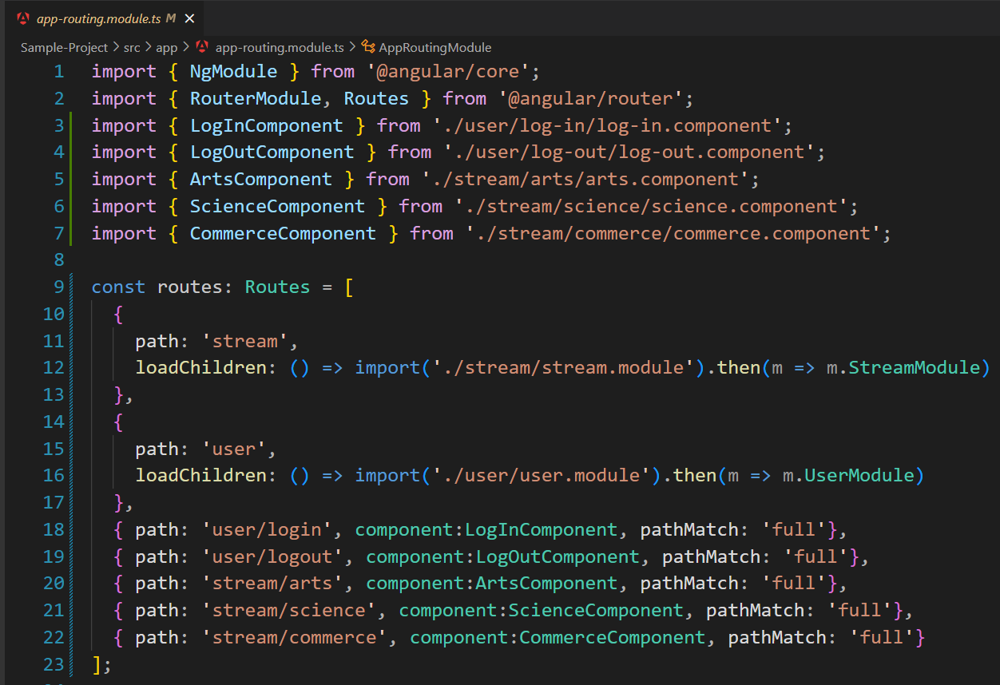 app-routing.module.ts M ×
Sample-Project > src > app > app-routing.module.ts > AppRoutingModule
1 import { NgModule } from '@angular/core';
2 import { RouterModule, Routes } from '@angular/router';
3 import { LogInComponent } from './user/log-in/log-in.component';
4 import { LogOutComponent } from './user/log-out/log-out.component';
5 import { ArtsComponent } from './stream/arts/arts.component';
6 import { ScienceComponent } from './stream/science/science.component';
7 import { CommerceComponent } from './stream/commerce/commerce.component';
8
9 const routes: Routes = [
10   {
11     path: 'stream',
12     loadChildren: () => import('./stream/stream.module').then(m => m.StreamModule)
13   },
14   {
15     path: 'user',
16     loadChildren: () => import('./user/user.module').then(m => m.UserModule)
17   },
18   { path: 'user/login', component:LogInComponent, pathMatch: 'full'},
19   { path: 'user/logout', component:LogOutComponent, pathMatch: 'full'},
20   { path: 'stream/arts', component:ArtsComponent, pathMatch: 'full'},
21   { path: 'stream/science', component:ScienceComponent, pathMatch: 'full'},
22   { path: 'stream/commerce', component:CommerceComponent, pathMatch: 'full'}
23 ];